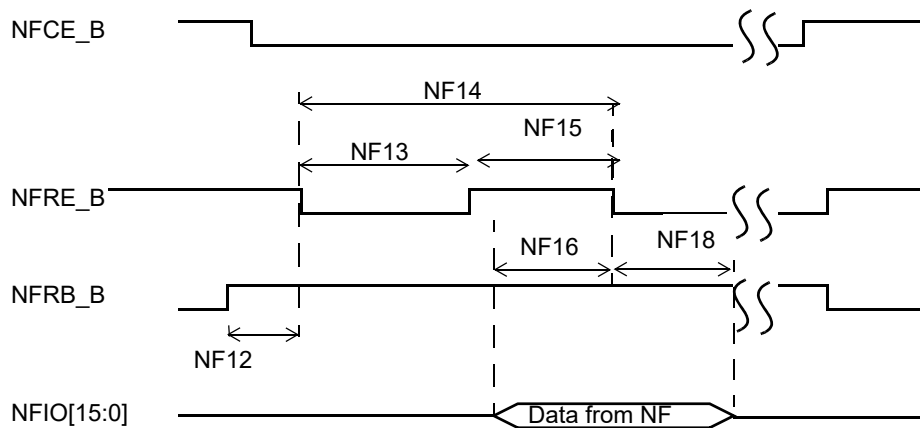 NFCE_B
NF14
NF15
NF13
NFRE_B
NF16
NF18
NFRB_B
NF12
NFIO[15:0]
Data from NF